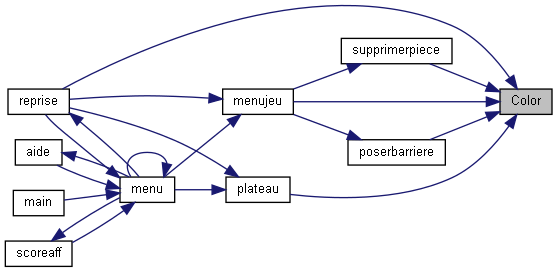 supprimerpiece
reprise
menujeu
Color
aide
poserbarriere
menu
plateau
main
scoreaff